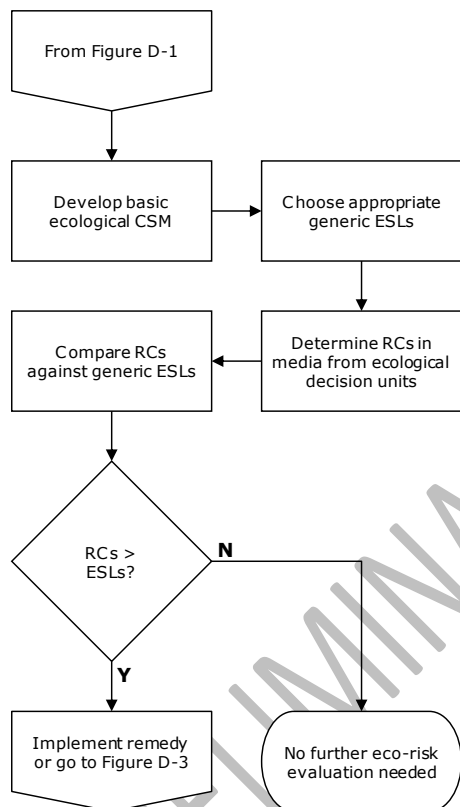 From Figure D-1
Develop basic
ecological CSM
Choose appropriate
generic ESLs
Compare RCs
against generic ESLs
Determine RCs in
media from ecological
decision units
RCs >
ESLs?
N
Y
Implement remedy
or go to Figure D-3
No further eco-risk
evaluation needed